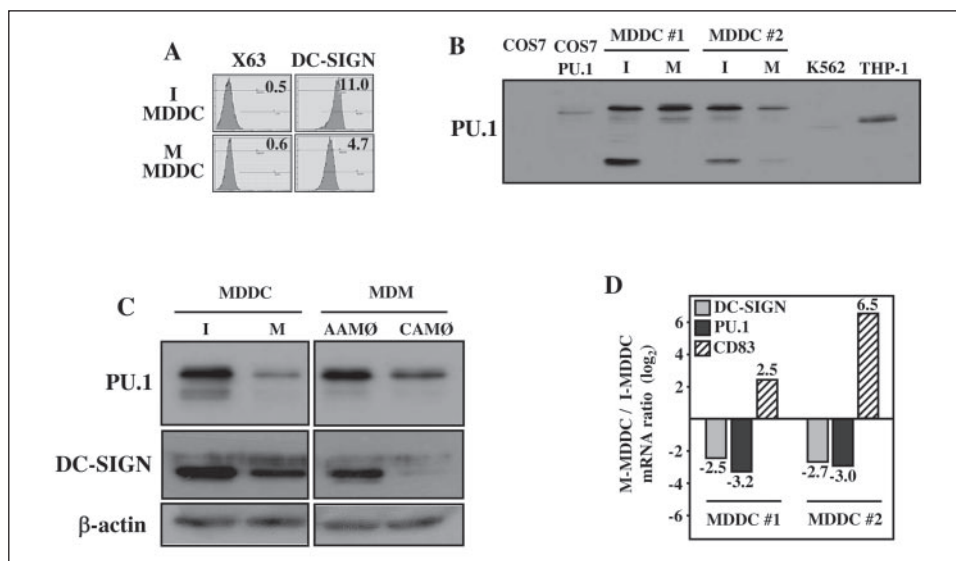 A
X63 DC-SIGN
I
MDDC
0.5
11.0
M
MDDC
0.6
4.7
B
COS7
COS7
PU.1
MDDC #1
MDDC #2
I M I M
K562 THP-1
PU.1
C
MDDC MDM
I M AAMØ CAMØ
PU.1
DC-SIGN
β-actin
D
M-MDDC / I-MDDC
mRNA ratio (log2)
DC-SIGN
PU.1
CD83
6
4
2
-2
-4
-6
2.5
6.5
-2.5
-3.2
-2.7
-3.0
MDDC #1
MDDC #2